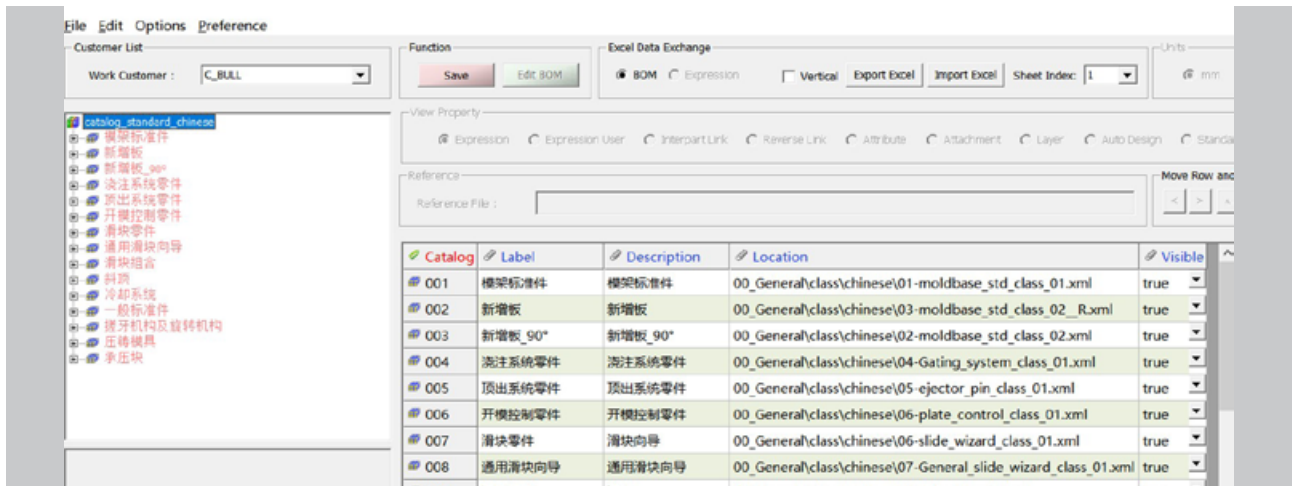 File Edit Options Preference
Customer List
Work Customer : C_BULL
Function
Save Edit BOM
Excel Data Exchange
BOM Expression Vertical Export Excel Import Excel Sheet Index: 1
Units
mm
catalog_standard_chinese
模架标准件
新增板
新增板_90°
浇注系统零件
顶出系统零件
开模控制零件
滑块零件
通用滑块向导
滑块组合
斜顶
冷却系统
一般标准件
搓牙机构及旋转机构
压铸模具
承压块
View Property
Expression Expression User Interpart Link Reverse Link Attribute Attachment Layer Auto Design Standa
Reference
Reference File :
Move Row and
< >
Catalog Label Description Location Visible
001 模架标准件 模架标准件 00_General\class\chinese\01-moldbase_std_class_01.xml true
002 新增板 新增板 00_General\class\chinese\03-moldbase_std_class_02__R.xml true
003 新增板_90° 新增板_90° 00_General\class\chinese\02-moldbase_std_class_02.xml true
004 浇注系统零件 浇注系统零件 00_General\class\chinese\04-Gating_system_class_01.xml true
005 顶出系统零件 顶出系统零件 00_General\class\chinese\05-ejector_pin_class_01.xml true
006 开模控制零件 开模控制零件 00_General\class\chinese\06-plate_control_class_01.xml true
007 滑块零件 滑块向导 00_General\class\chinese\06-slide_wizard_class_01.xml true
008 通用滑块向导 通用滑块向导 00_General\class\chinese\07-General_slide_wizard_class_01.xml true